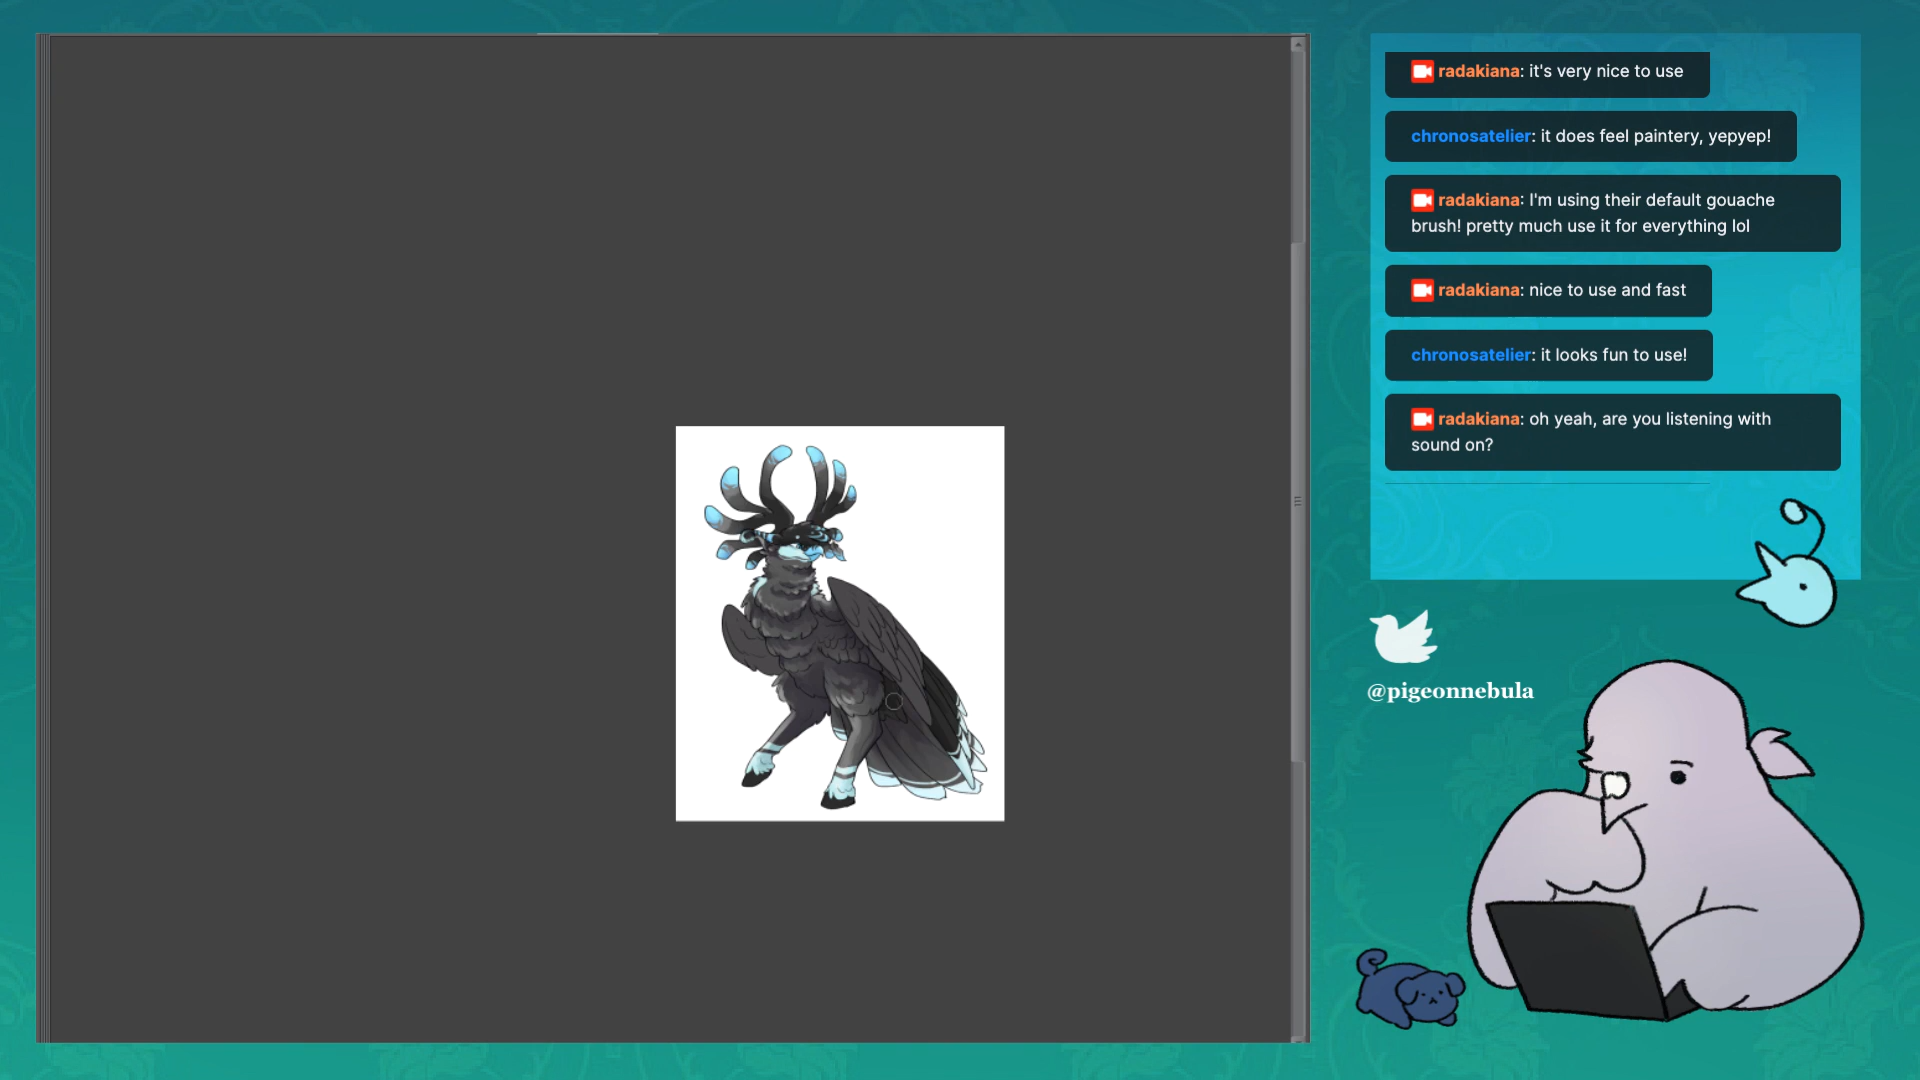 radakiana: it's very nice to use
chronosatelier: it does feel paintery, yepyep!
radakiana: I'm using their default gouache
brush! pretty much use it for everything lol
radakiana: nice to use and fast
chronosatelier: it looks fun to use!
radakiana: oh yeah, are you listening with
sound on?
@pigeonnebula